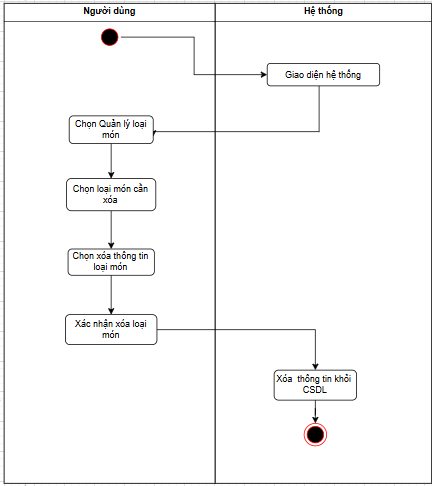 Người dùng
Hệ thống
Giao diện hệ thống
Chọn Quản lý loại
món
Chọn loại món cần
xóa
Chọn xóa thông tin
loại món
Xác nhận xóa loại
món
Xóa thông tin khỏi
CSDL